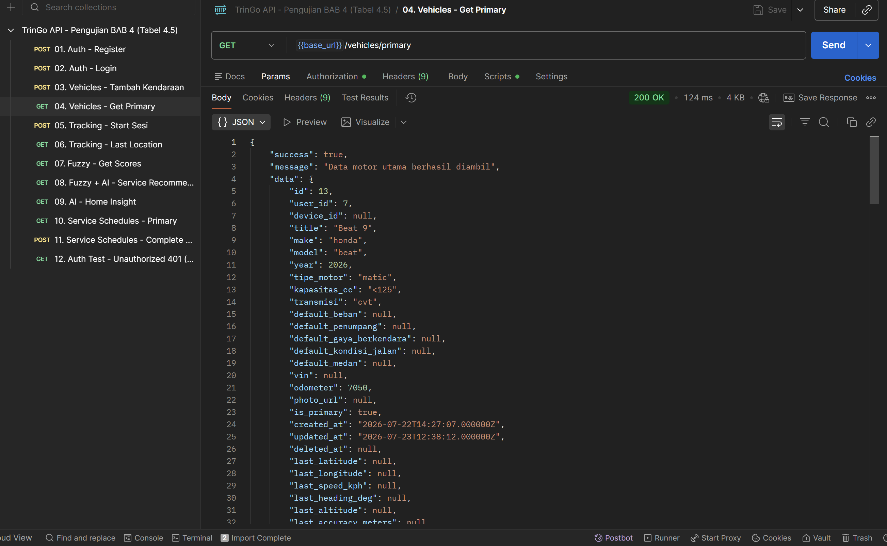 Search collections
TrinGo API - Pengujian BAB 4 (Tabel 4.5) / 04. Vehicles - Get Primary
Save
Share
TrinGo API - Pengujian BAB 4 (Tabel 4.5)
POST 01. Auth - Register
POST 02. Auth - Login
POST 03. Vehicles - Tambah Kendaraan
GET 04. Vehicles - Get Primary
POST 05. Tracking - Start Sesi
GET 06. Tracking - Last Location
GET 07. Fuzzy - Get Scores
GET 08. Fuzzy + AI - Service Recomme...
GET 09. AI - Home Insight
GET 10. Service Schedules - Primary
POST 11. Service Schedules - Complete ...
GET 12. Auth Test - Unauthorized 401 (...
GET {{base_url}} /vehicles/primary
Send
Docs Params Authorization Headers (9) Body Scripts Settings
Cookies
Body Cookies Headers (9) Test Results
200 OK • 124 ms • 4 KB
Save Response
{ } JSON Preview Visualize
1 {
2 "success": true,
3 "message": "Data motor utama berhasil diambil",
4 "data": {
5 "id": 13,
6 "user_id": 7,
7 "device_id": null,
8 "title": "Beat 9",
9 "make": "honda",
10 "model": "bear",
11 "year": 2026,
12 "tipe_motor": "matic",
13 "kapasitas_cc": "<125",
14 "transmisi": "cvt",
15 "default_beban": null,
16 "default_penumpang": null,
17 "default_gaya_berkendara": null,
18 "default_kondisi_jalan": null,
19 "default_medan": null,
20 "vin": null,
21 "odometer": 7050,
22 "photo_url": null,
23 "is_primary": true,
24 "created_at": "2026-07-22T14:27:07.000000Z",
25 "updated_at": "2026-07-23T12:38:12.000000Z",
26 "deleted_at": null,
27 "last_latitude": null,
28 "last_longitude": null,
29 "last_speed_kph": null,
30 "last_heading_deg": null,
31 "last_altitude": null,
32 "last_accuracy_meters": null
oud View Find and replace Console Terminal 2 Import Complete Postbot Runner Start Proxy Cookies Vault Trash